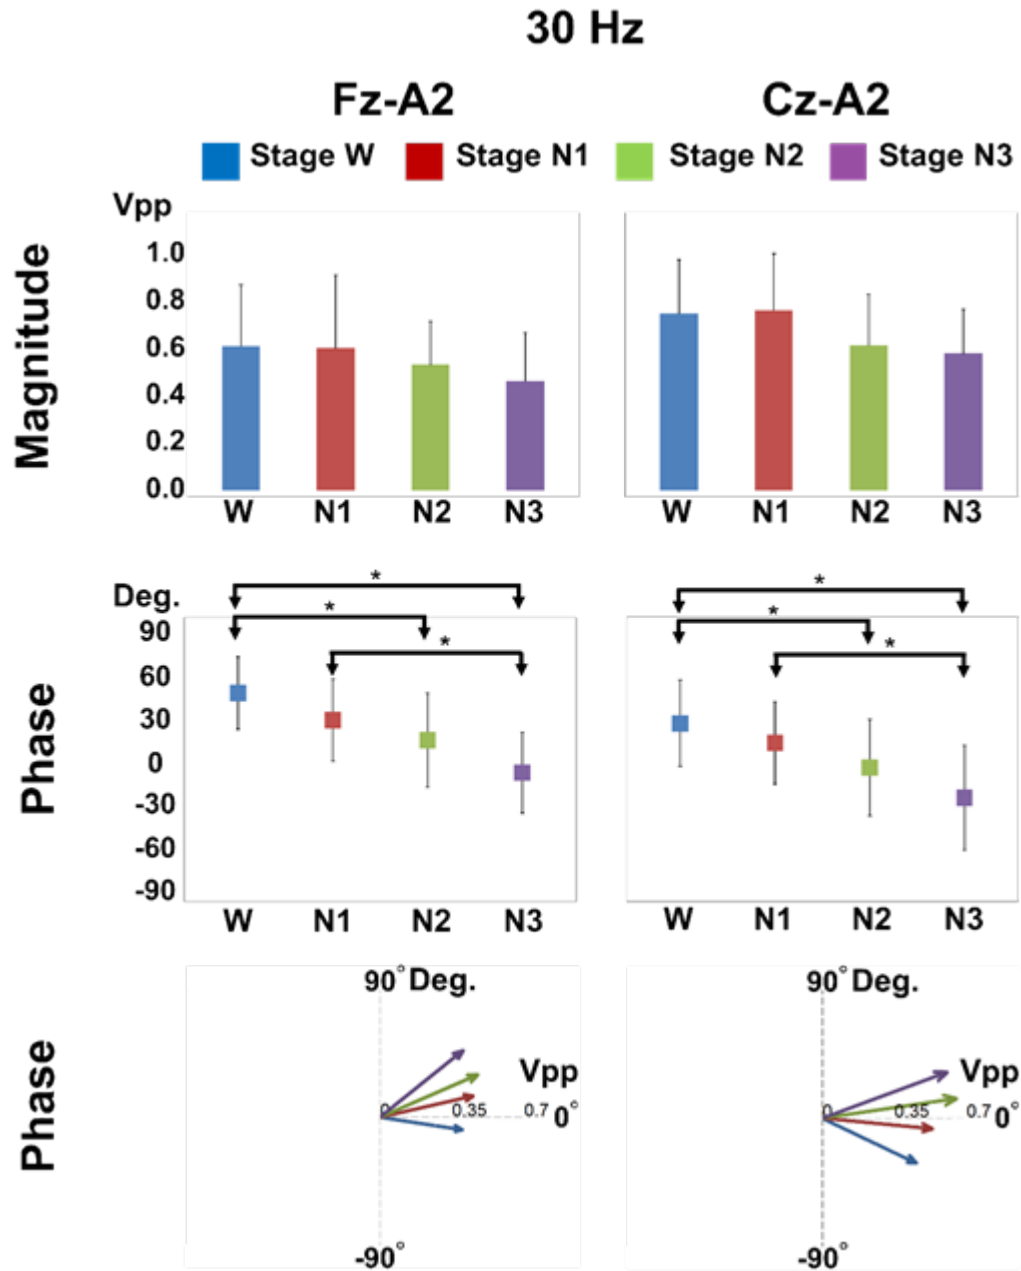 30 Hz
Fz-A2 Cz-A2
Stage W Stage N1 Stage N2 Stage N3
Vpp
Magnitude
1.0
0.8
0.6
0.4
0.2
0.0
W N1 N2 N3 W N1 N2 N3
* *
Deg. * *
* *
Phase
90
60
30
0
-30
-60
-90
W N1 N2 N3 W N1 N2 N3
90° Deg. 90° Deg.
Phase
Vpp Vpp
0 0.35 0.7 0° 0 0.35 0.7 0°
-90° -90°